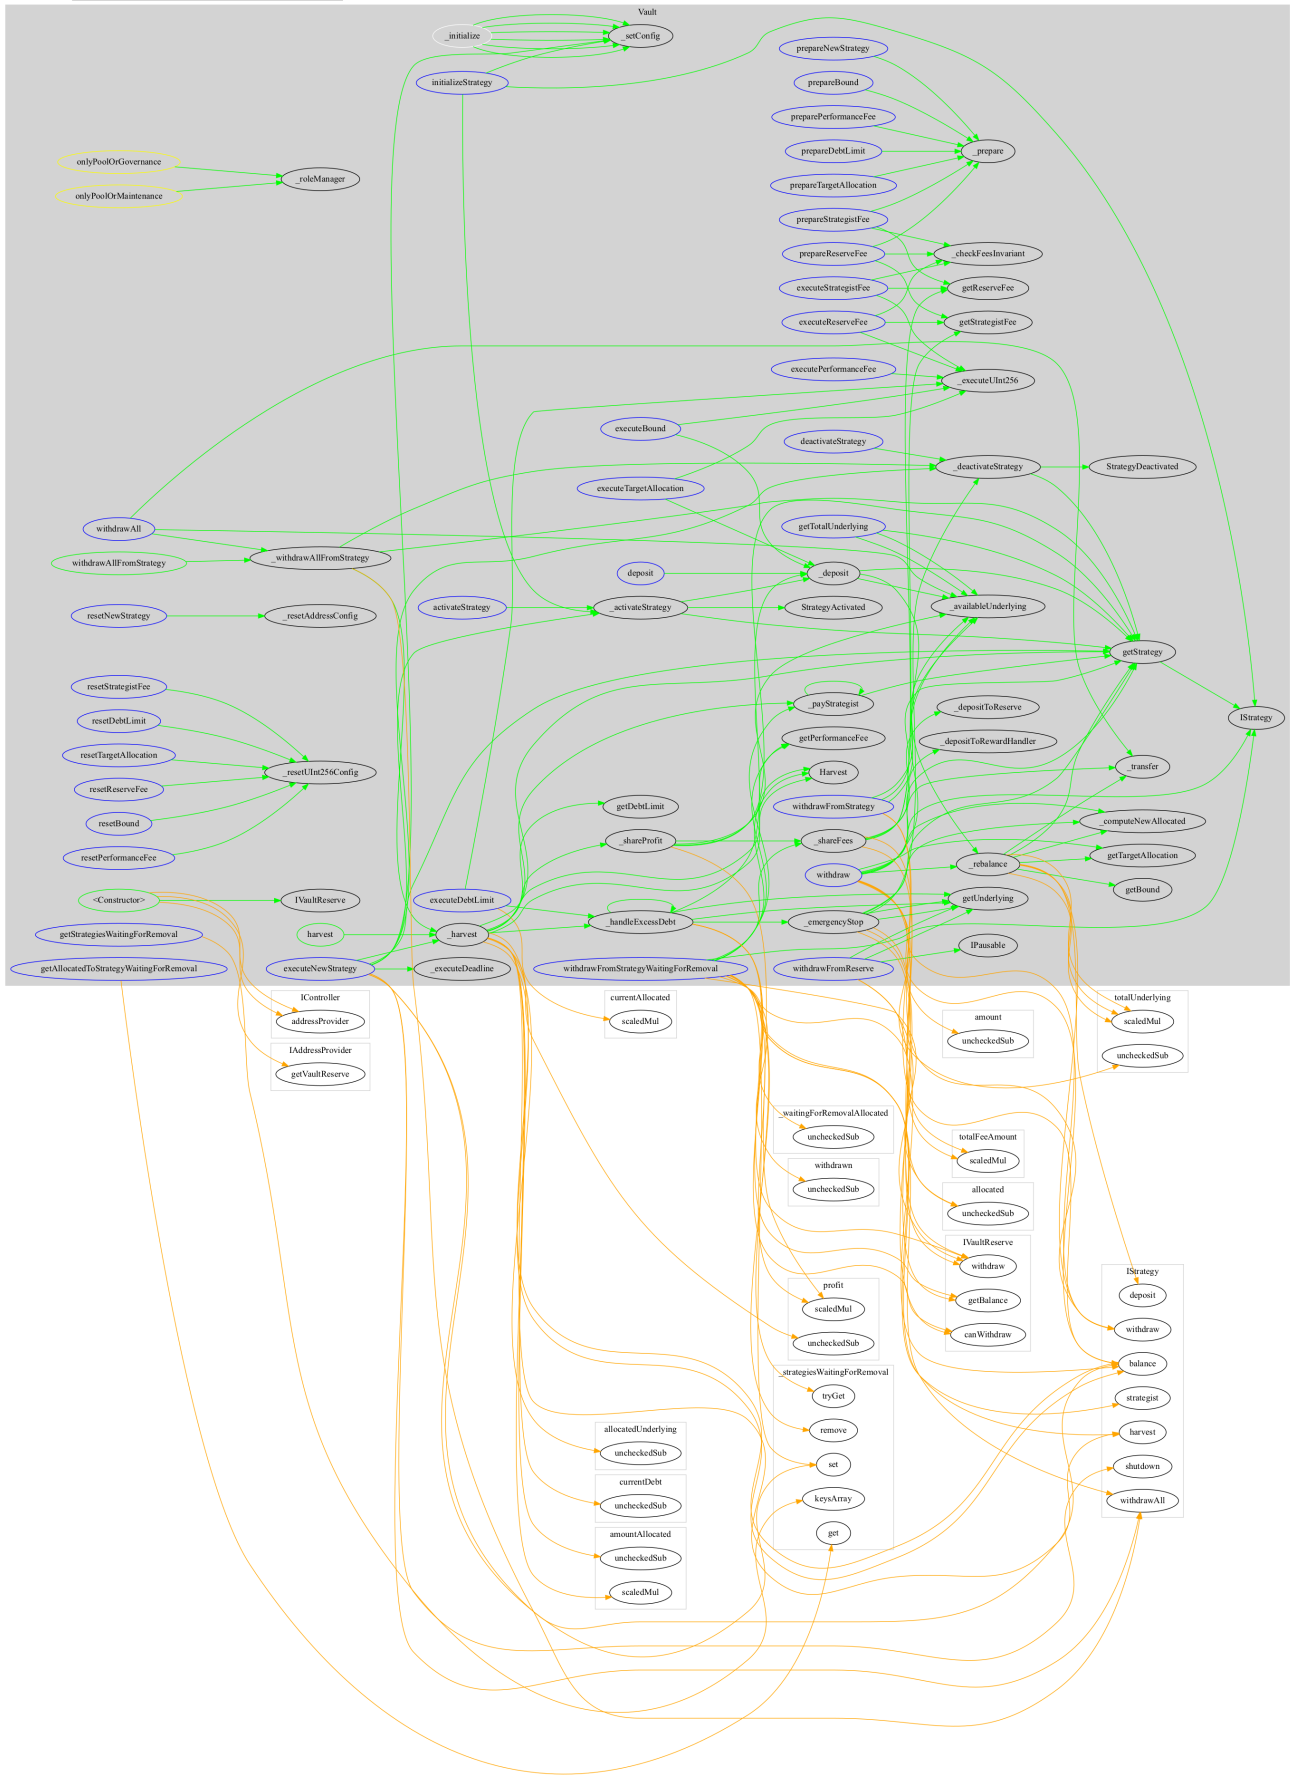 Vault
_initialize
_setConfig
initializeStrategy
prepareNewStrategy
prepareBound
preparePerformanceFee
prepareDebtLimit
_prepare
onlyPoolOrGovernance
onlyPoolOrMaintenance
_roleManager
prepareTargetAllocation
prepareStrategistFee
prepareReserveFee
_checkFeesInvariant
executeStrategistFee
getReserveFee
executeReserveFee
getStrategistFee
executePerformanceFee
_executeUInt256
executeBound
deactivateStrategy
_deactivateStrategy
StrategyDeactivated
executeTargetAllocation
withdrawAll
getTotalUnderlying
withdrawAllFromStrategy
_withdrawAllFromStrategy
deposit
_deposit
resetNewStrategy
_resetAddressConfig
activateStrategy
_activateStrategy
StrategyActivated
_availableUnderlying
getStrategy
resetStrategistFee
resetDebtLimit
resetTargetAllocation
resetReserveFee
resetBound
resetPerformanceFee
_resetUInt256Config
_payStrategist
_depositToReserve
IStrategy
getPerformanceFee
_depositToRewardHandler
Harvest
_transfer
getDebtLimit
withdrawFromStrategy
_computeNewAllocated
_shareProfit
_shareFees
getTargetAllocation
withdraw
_rebalance
getBound
<Constructor>
IVaultReserve
executeDebtLimit
getUnderlying
_handleExcessDebt
_emergencyStop
getStrategiesWaitingForRemoval
harvest
_harvest
IPausable
getAllocatedToStrategyWaitingForRemoval
executeNewStrategy
_executeDeadline
withdrawFromStrategyWaitingForRemoval
withdrawFromReserve
IController
addressProvider
currentAllocated
scaledMul
totalUnderlying
scaledMul
uncheckedSub
amount
uncheckedSub
IAddressProvider
getVaultReserve
_waitingForRemovalAllocated
uncheckedSub
totalFeeAmount
scaledMul
withdrawn
uncheckedSub
allocated
uncheckedSub
IVaultReserve
withdraw
getBalance
canWithdraw
IStrategy
deposit
withdraw
balance
strategist
harvest
shutdown
withdrawAll
profit
scaledMul
uncheckedSub
_strategiesWaitingForRemoval
tryGet
remove
set
keysArray
get
allocatedUnderlying
uncheckedSub
currentDebt
uncheckedSub
amountAllocated
uncheckedSub
scaledMul